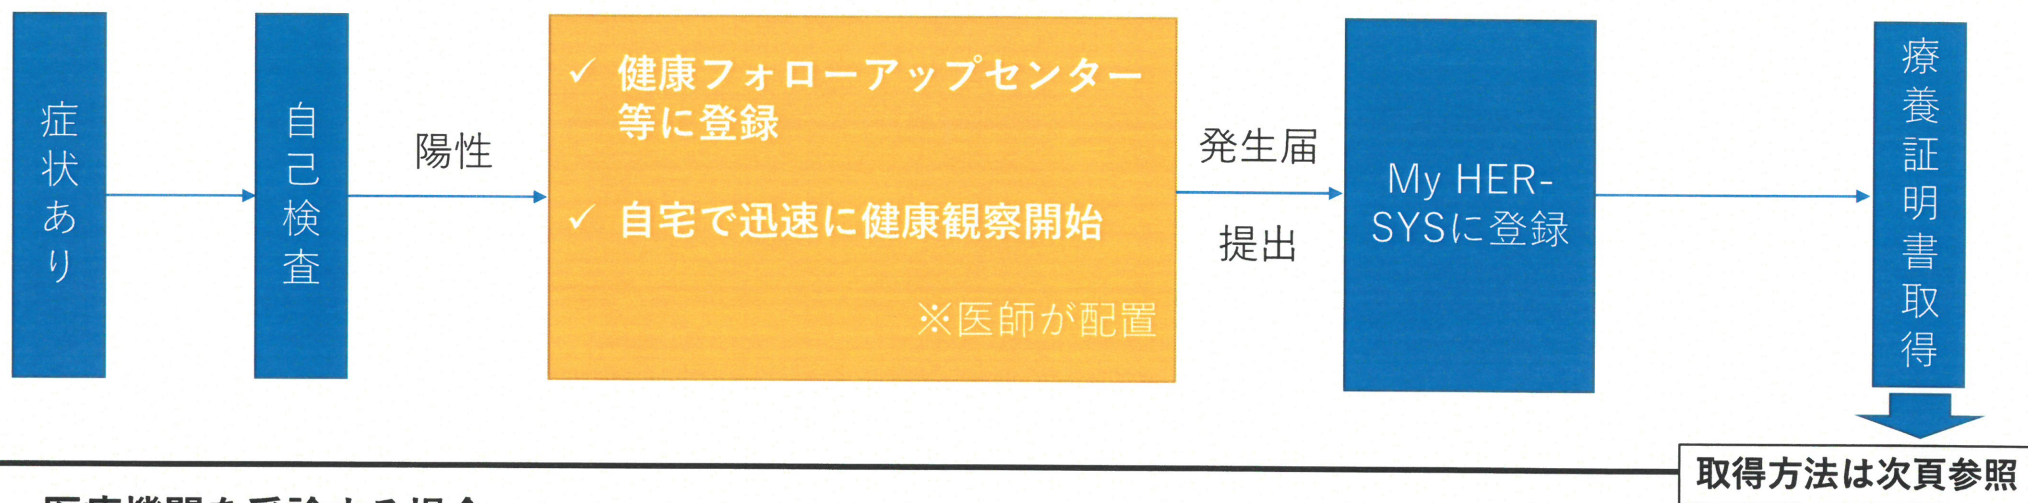 症状あり
自己検査
陽性
✓ 健康フォローアップセンター
等に登録
✓ 自宅で迅速に健康観察開始
※医師が配置
発生届
提出
My HER-
SYSに登録
療養証明書取得
取得方法は次頁参照